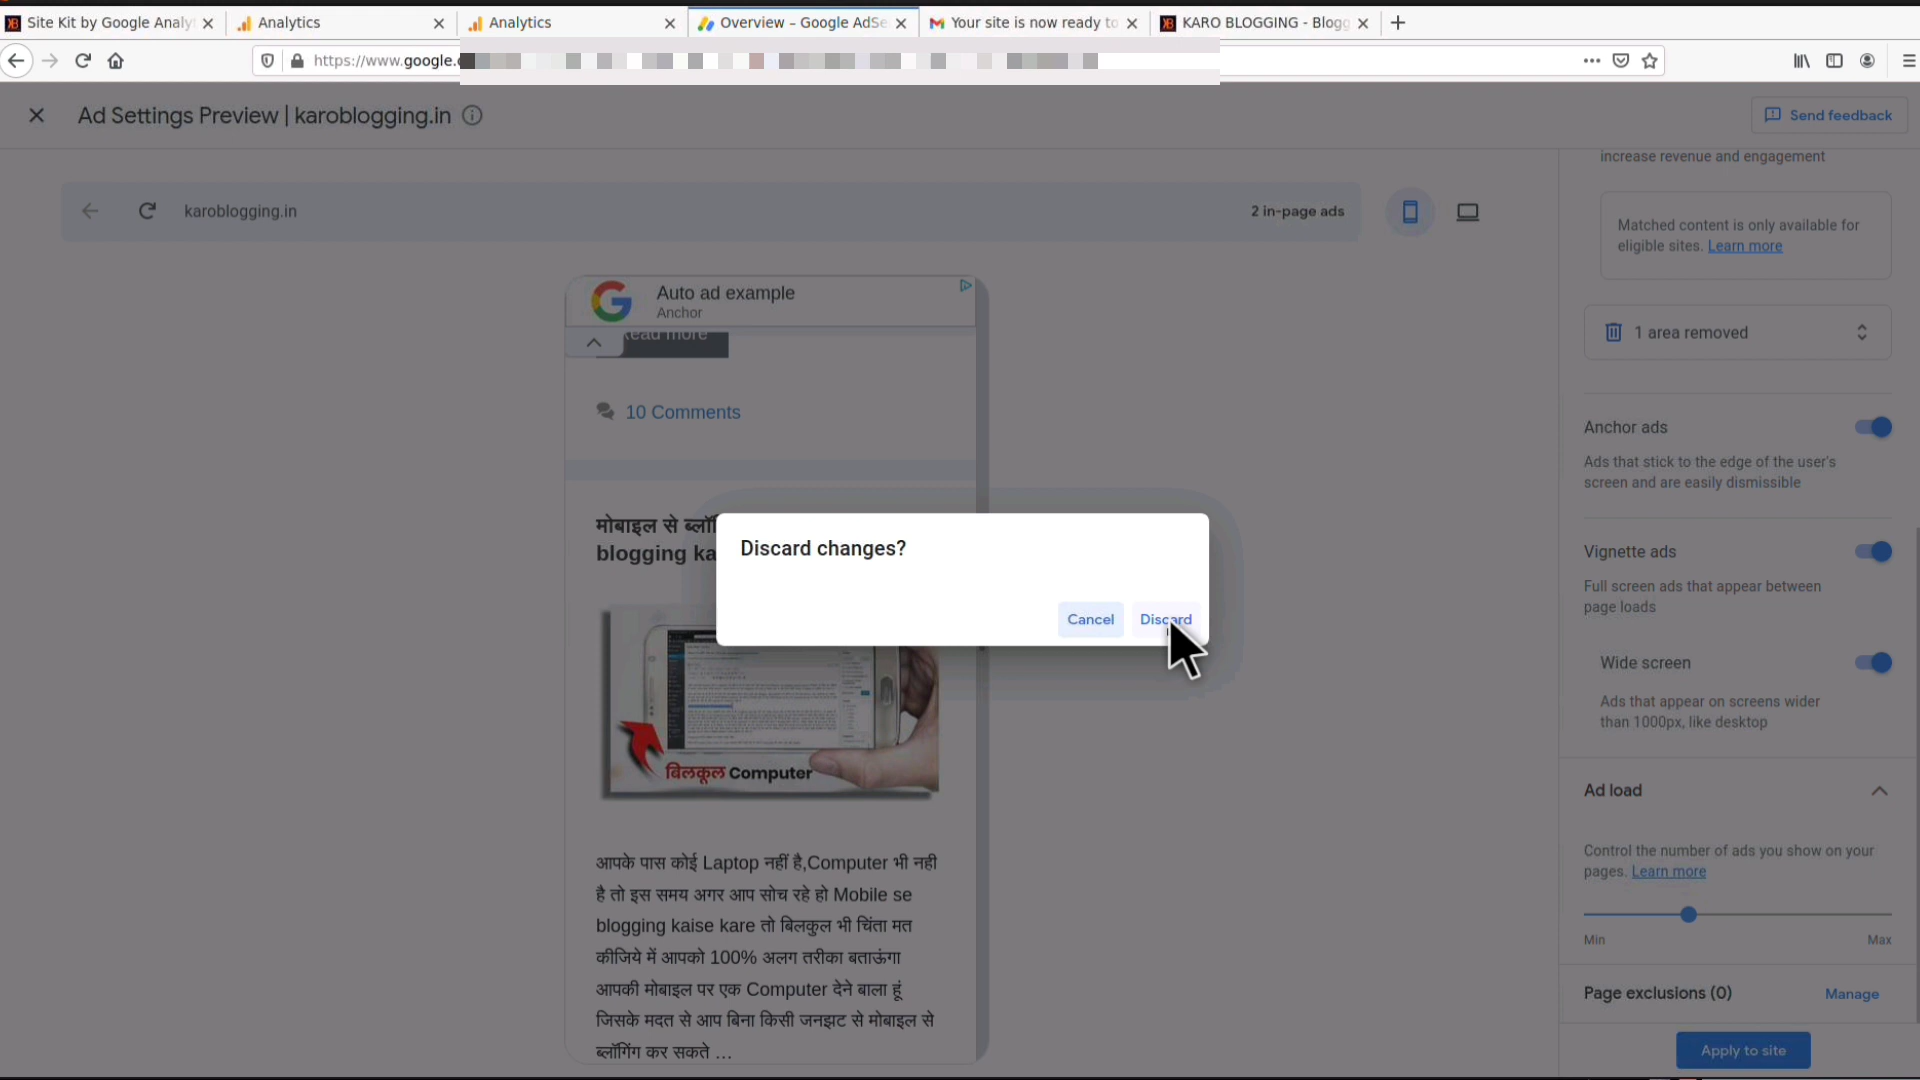 Site Kit by Google Analyt
Analytics
Analytics
Overview – Google AdSe
Your site is now ready to
KARO BLOGGING - Blogg
https://www.google.c
Ad Settings Preview | karoblogging.in
Send feedback
karoblogging.in
2 in-page ads
increase revenue and engagement
Matched content is only available for
eligible sites. Learn more
1 area removed
Auto ad example
Anchor
Read more
10 Comments
Anchor ads
Ads that stick to the edge of the user's
screen and are easily dismissible
मोबाइल से ब्लॉगिं
blogging ka
Discard changes?
Cancel
Discard
Vignette ads
Full screen ads that appear between
page loads
Wide screen
Ads that appear on screens wider
than 1000px, like desktop
बिलकूल Computer
Ad load
Control the number of ads you show on your
pages. Learn more
Min
Max
आपके पास कोई Laptop नहीं है,Computer भी नही
है तो इस समय अगर आप सोच रहे हो Mobile se
blogging kaise kare तो बिलकुल भी चिंता मत
कीजिये में आपको 100% अलग तरीका बताऊंगा
आपकी मोबाइल पर एक Computer देने बाला हूं
जिसके मदत से आप बिना किसी जनझट से मोबाइल से
ब्लॉगिंग कर सकते ...
Page exclusions (0)
Manage
Apply to site